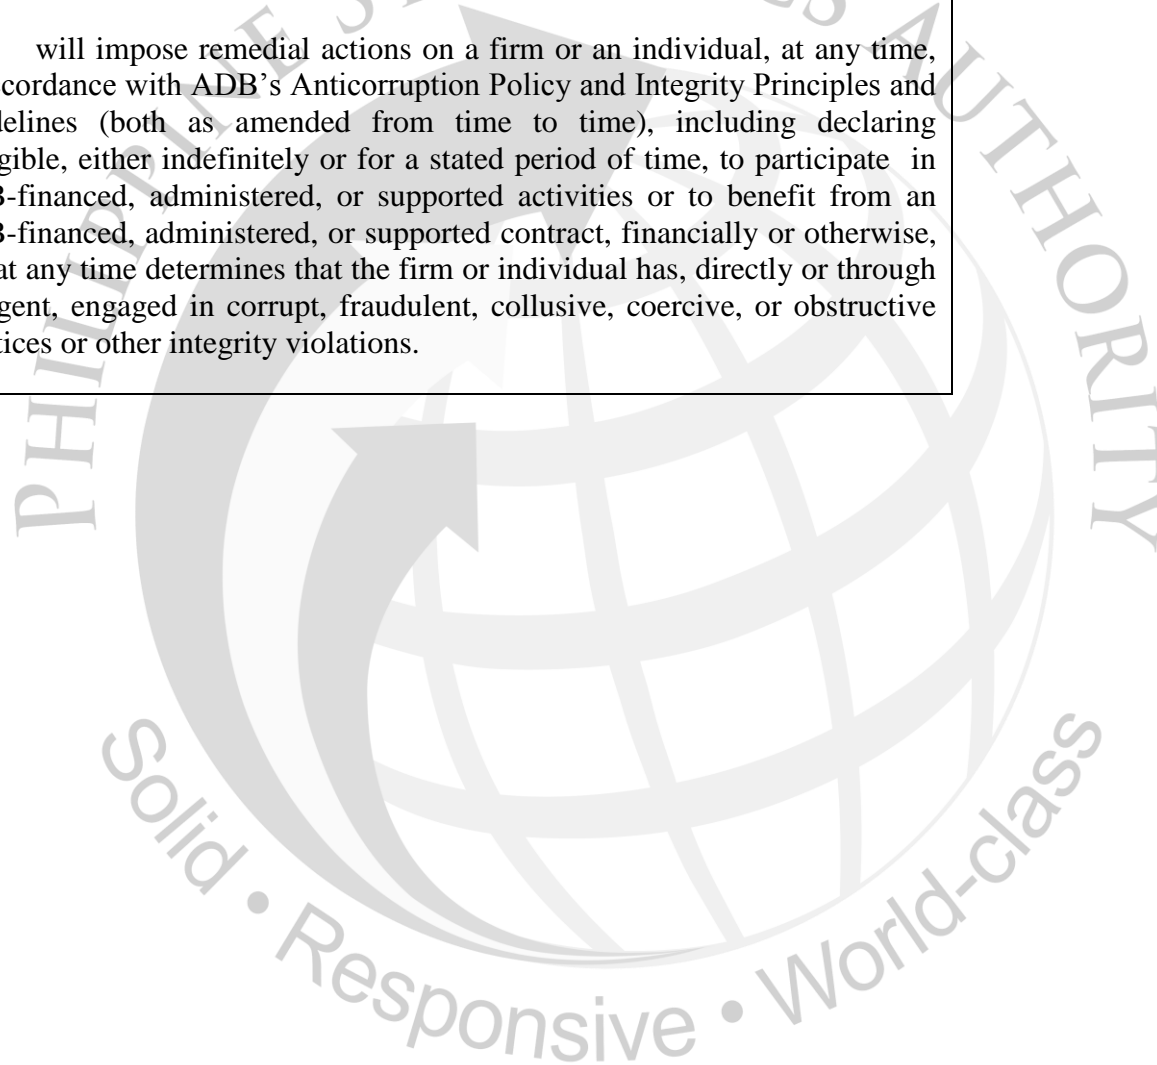 will impose remedial actions on a firm or an individual, at any time,
ccordance with ADB’s Anticorruption Policy and Integrity Principles and
delines (both as amended from time to time), including declaring
gible, either indefinitely or for a stated period of time, to participate in
B-financed, administered, or supported activities or to benefit from an
B-financed, administered, or supported contract, financially or otherwise,
at any time determines that the firm or individual has, directly or through
gent, engaged in corrupt, fraudulent, collusive, coercive, or obstructive
tices or other integrity violations.
PHILIPPINE S
S AUTHORITY
Solid • Responsive • World-class